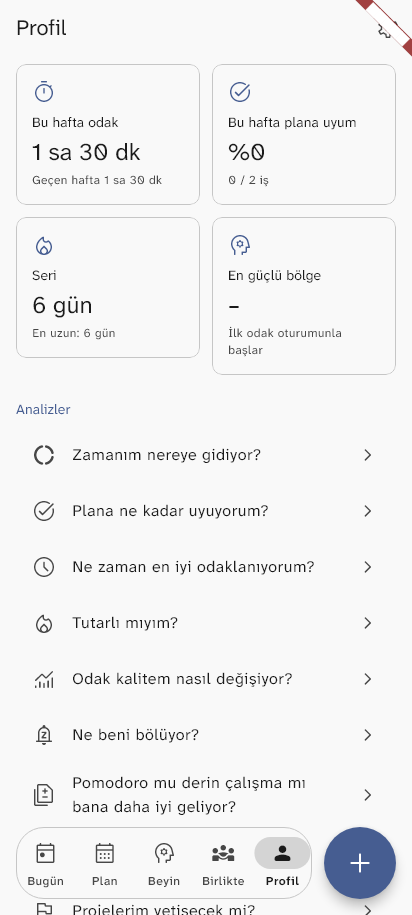 Profil
Bu hafta odak
1 sa 30 dk
Geçen hafta 1 sa 30 dk
Bu hafta plana uyum
%0
0 / 2 iş
Seri
6 gün
En uzun: 6 gün
En güçlü bölge
–
İlk odak oturumunla
başlar
Analizler
Zamanım nereye gidiyor?
Plana ne kadar uyuyorum?
Ne zaman en iyi odaklanıyorum?
Tutarlı mıyım?
Odak kalitem nasıl değişiyor?
Ne beni bölüyor?
Pomodoro mu derin çalışma mı
bana daha iyi geliyor?
Bugün
Plan
Beyin
Birlikte
Profil
Projelerim yetişecek mi?